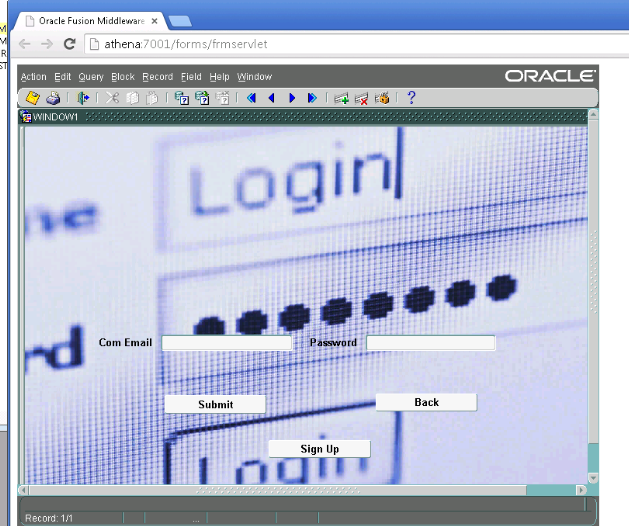 Oracle Fusion Middleware
athena:7001/forms/frmservlet
Action Edit Query Block Record Field Help Window
ORACLE
WINDOW1
Login
Com Email
Password
Submit
Back
Sign Up
Login
Record: 1/1
...